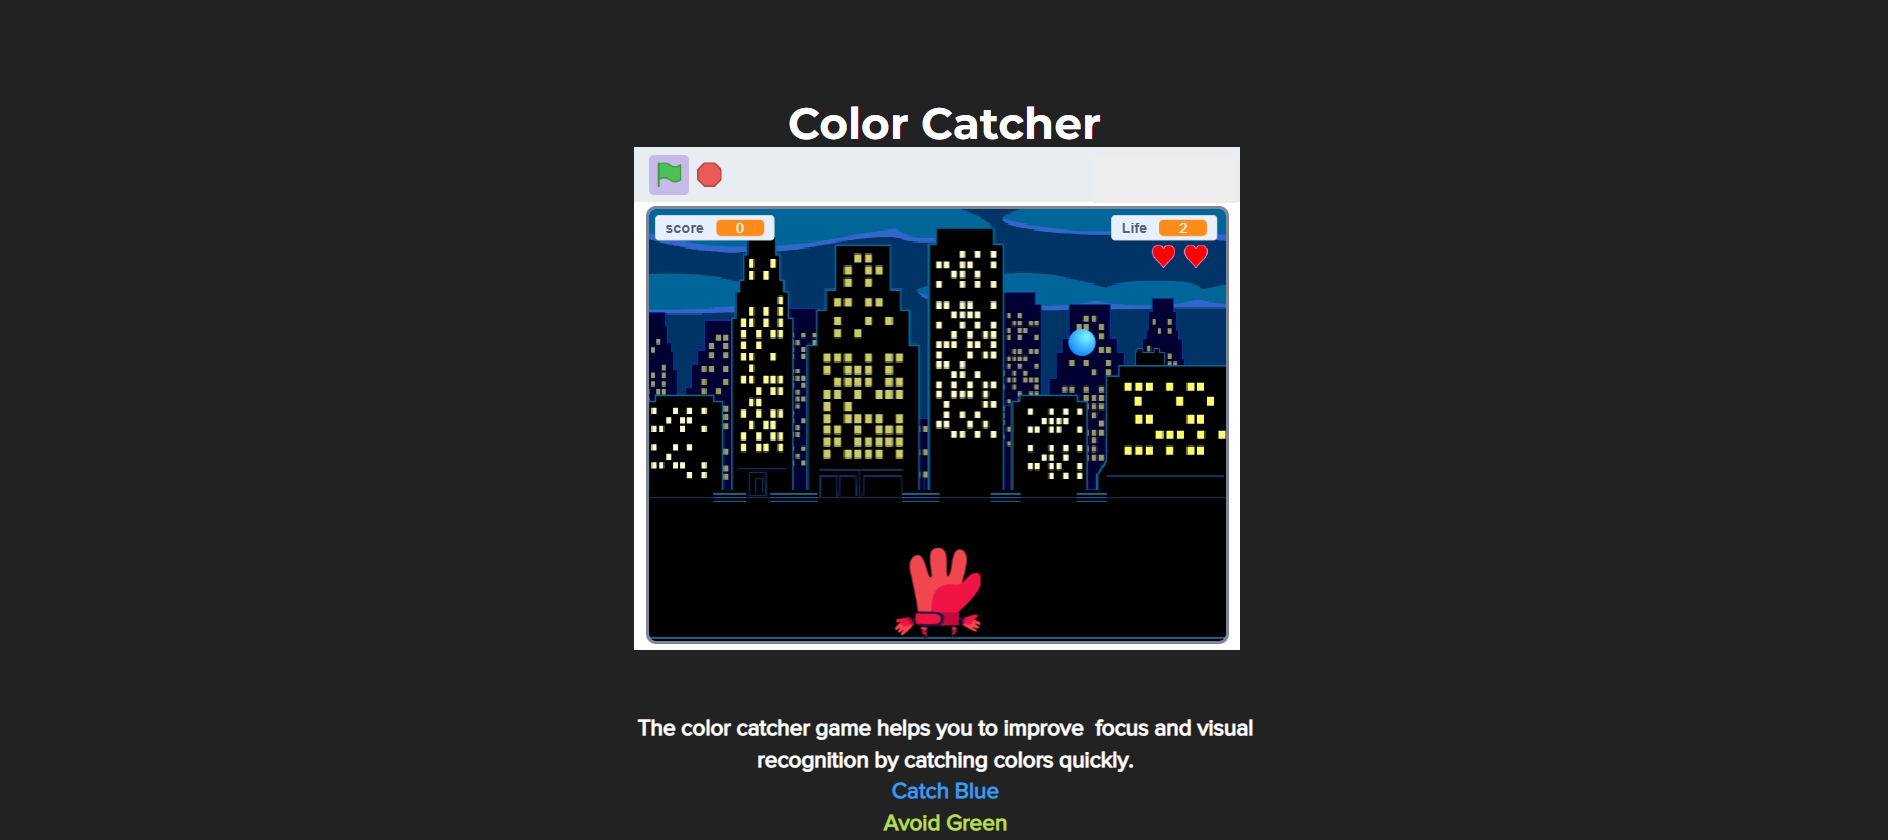 Color Catcher
score 0
Life 2
The color catcher game helps you to improve  focus and visual
recognition by catching colors quickly.
Catch Blue
Avoid Green